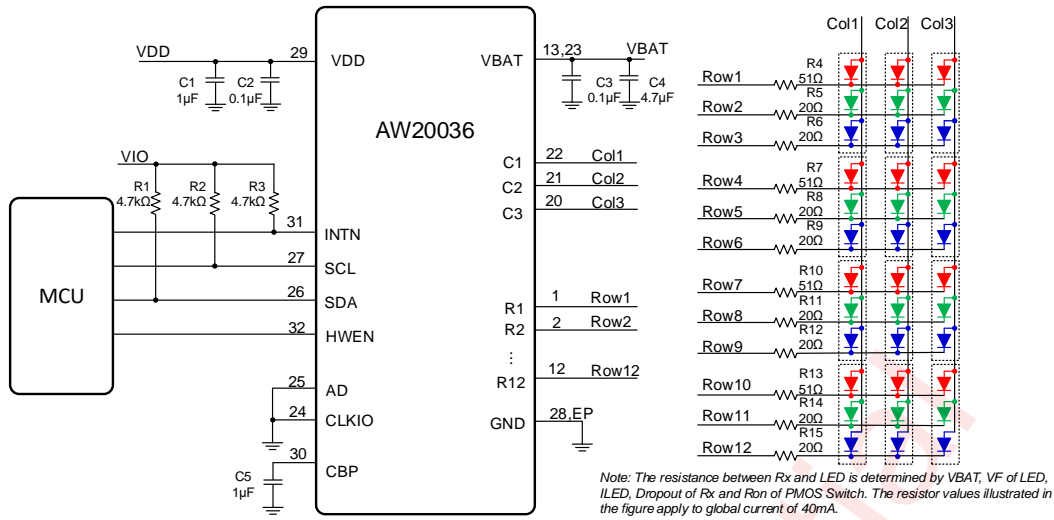 VDD
29
VDD
C1
1µF
C2
0.1µF
VIO
R1
4.7kΩ
R2
4.7kΩ
R3
4.7kΩ
MCU
31
INTN
27
SCL
26
SDA
32
HWEN
25
AD
24
CLKIO
30
CBP
C5
1µF
AW20036
VBAT
13,23
VBAT
C3
0.1µF
C4
4.7µF
C1
22
Col1
C2
21
Col2
C3
20
Col3
R1
1
Row1
R2
2
Row2
...
R12
12
Row12
GND
28,EP
Col1 Col2 Col3
Row1
R4
51Ω
Row2
R5
20Ω
Row3
R6
20Ω
Row4
R7
51Ω
Row5
R8
20Ω
Row6
R9
20Ω
Row7
R10
51Ω
Row8
R11
20Ω
Row9
R12
20Ω
Row10
R13
51Ω
Row11
R14
20Ω
Row12
R15
20Ω
Note: The resistance between Rx and LED is determined by VBAT, VF of LED,
ILED, Dropout of Rx and Ron of PMOS Switch. The resistor values illustrated in
the figure apply to global current of 40mA.